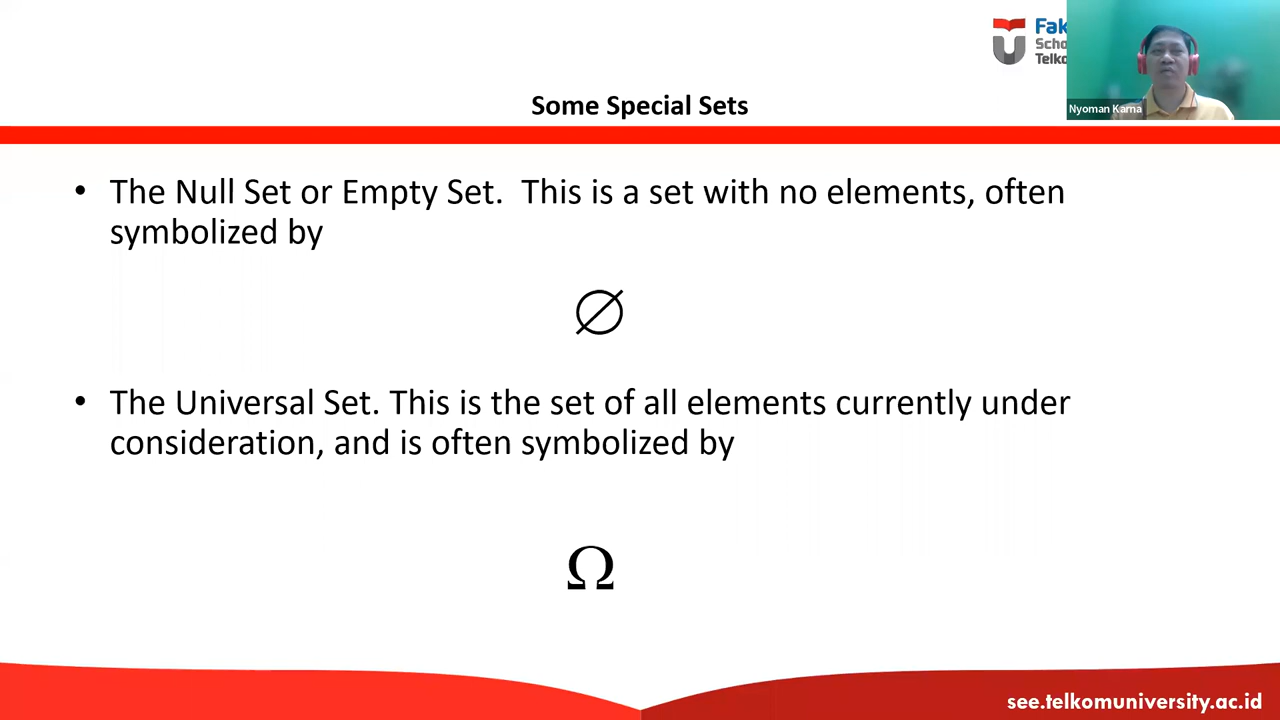 Fak
Scho
Telko
Nyoman Karna
Some Special Sets
• The Null Set or Empty Set.  This is a set with no elements, often
symbolized by
∅
• The Universal Set. This is the set of all elements currently under
consideration, and is often symbolized by
Ω
see.telkomuniversity.ac.id